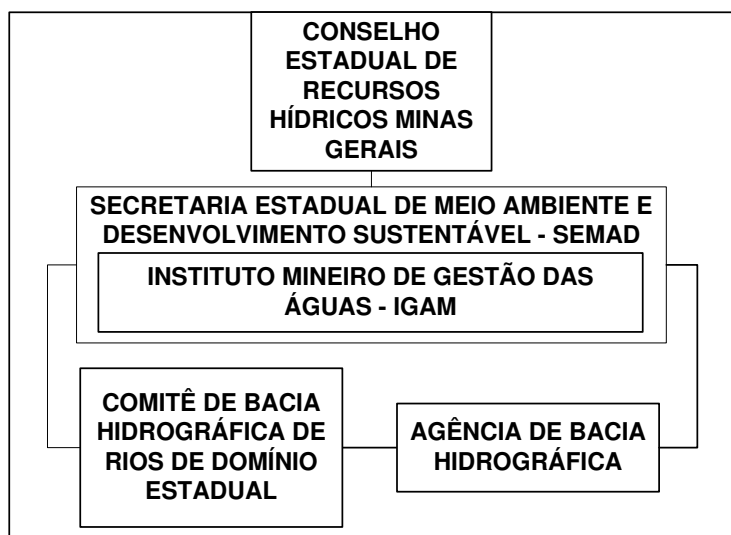 CONSELHO
ESTADUAL DE
RECURSOS
HÍDRICOS MINAS
GERAIS
SECRETARIA ESTADUAL DE MEIO AMBIENTE E
DESENVOLVIMENTO SUSTENTÁVEL - SEMAD
INSTITUTO MINEIRO DE GESTÃO DAS
ÁGUAS - IGAM
COMITÊ DE BACIA
HIDROGRÁFICA DE
RIOS DE DOMÍNIO
ESTADUAL
AGÊNCIA DE BACIA
HIDROGRÁFICA